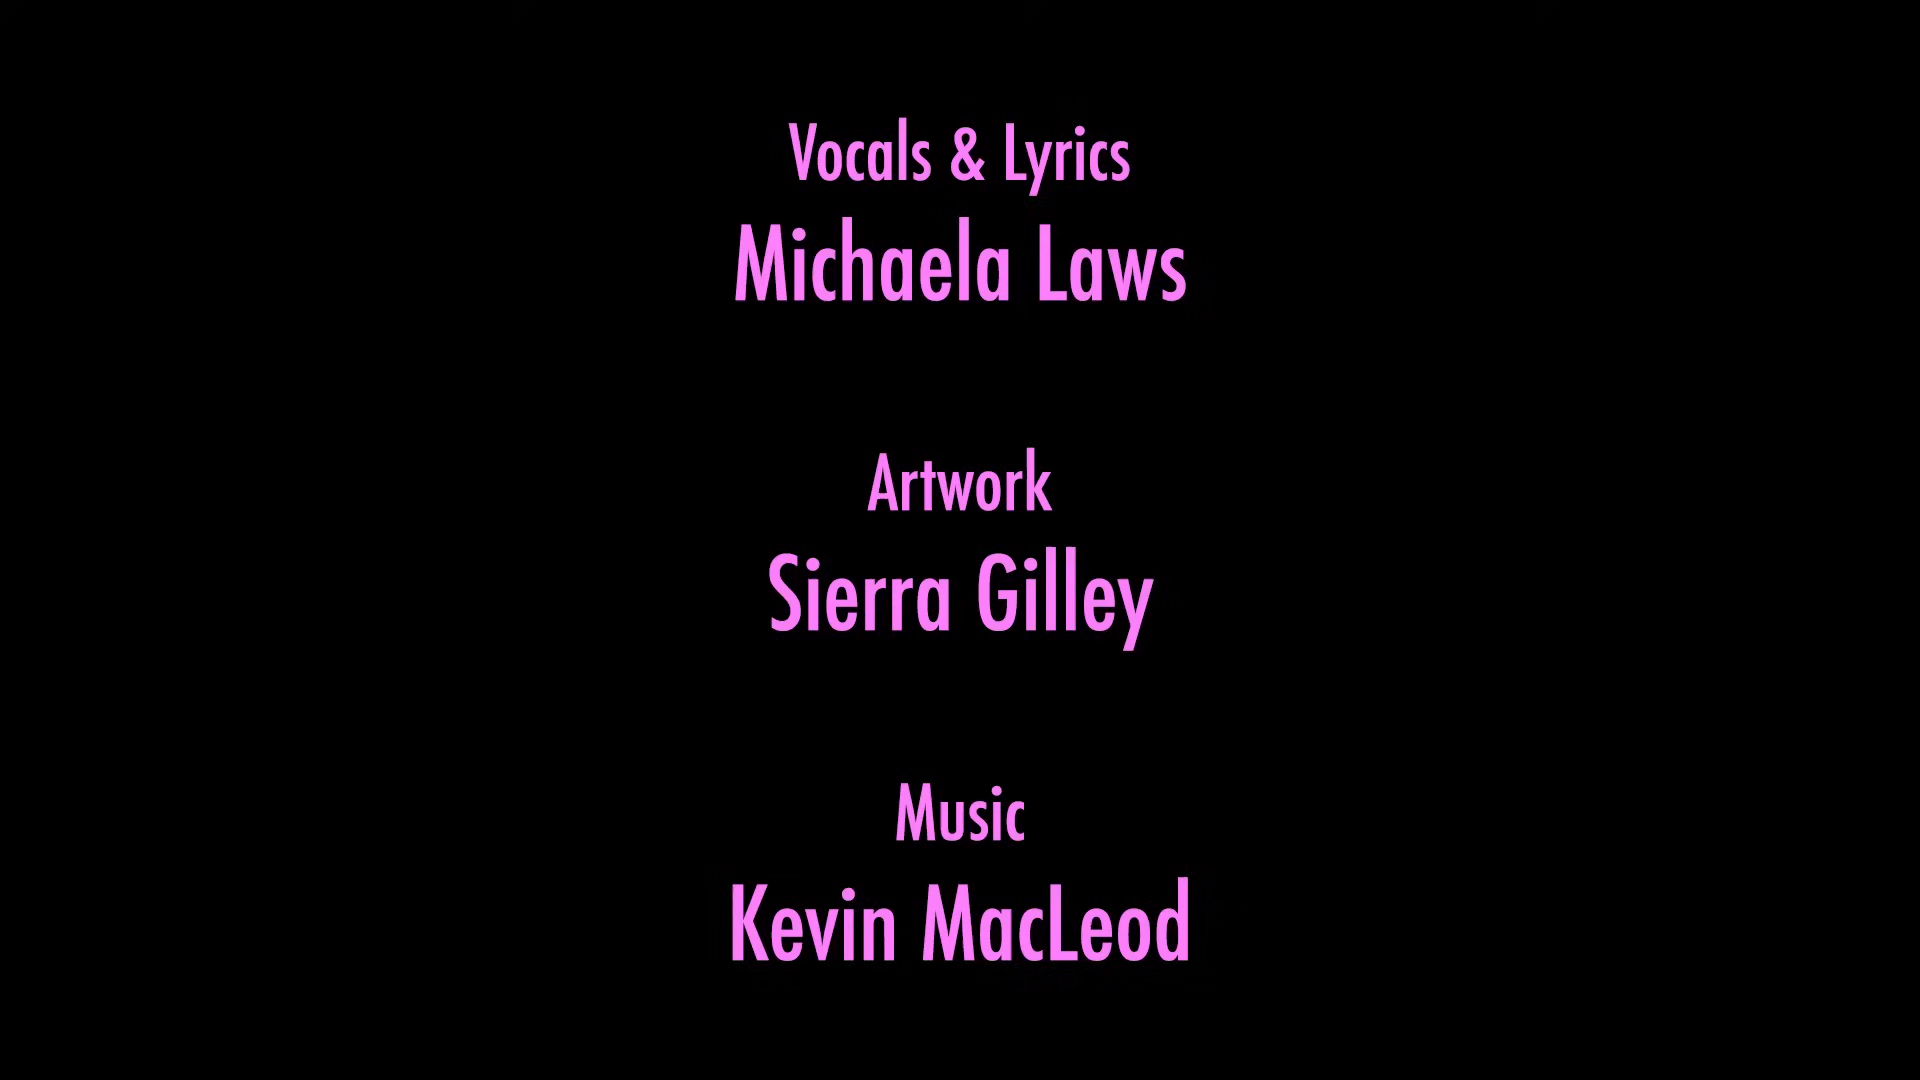 Vocals & Lyrics
Michaela Laws
Artwork
Sierra Gilley
Music
Kevin MacLeod